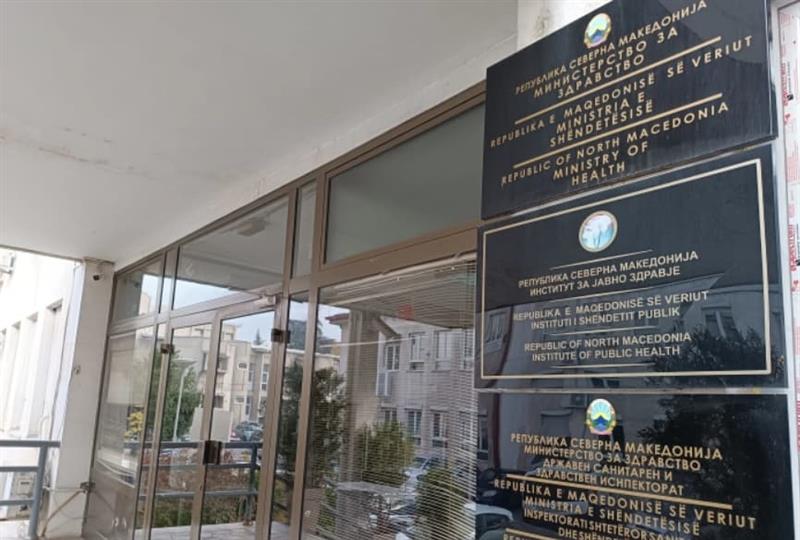 РЕПУБЛИКА СЕВЕРНА МАКЕДОНИЈА
МИНИСТЕРСТВО ЗА
ЗДРАВСТВО
REPUBLIKA E MAQEDONISË SË VERIUT
MINISTRIA E
SHËNDETËSISË
REPUBLIC OF NORTH MACEDONIA
MINISTRY OF
HEALTH
РЕПУБЛИКА СЕВЕРНА МАКЕДОНИЈА
ИНСТИТУТ ЗА ЈАВНО ЗДРАВЈЕ
REPUBLIKA E MAQEDONISË SË VERIUT
INSTITUTI I SHËNDETIT PUBLIK
REPUBLIC OF NORTH MACEDONIA
INSTITUTE OF PUBLIC HEALTH
РЕПУБЛИКА СЕВЕРНА МАКЕДОНИЈА
МИНИСТЕРСТВО ЗА ЗДРАВСТВО
ДРЖАВЕН САНИТАРЕН И
ЗДРАВСТВЕН ИСНПЕКТОРАТ
REPUBLIKA E MAQEDONISË SË VERIUT
MINISTRIA E SHËNDETËSISË
INSPEKTORATI SHTETËROR SANIT